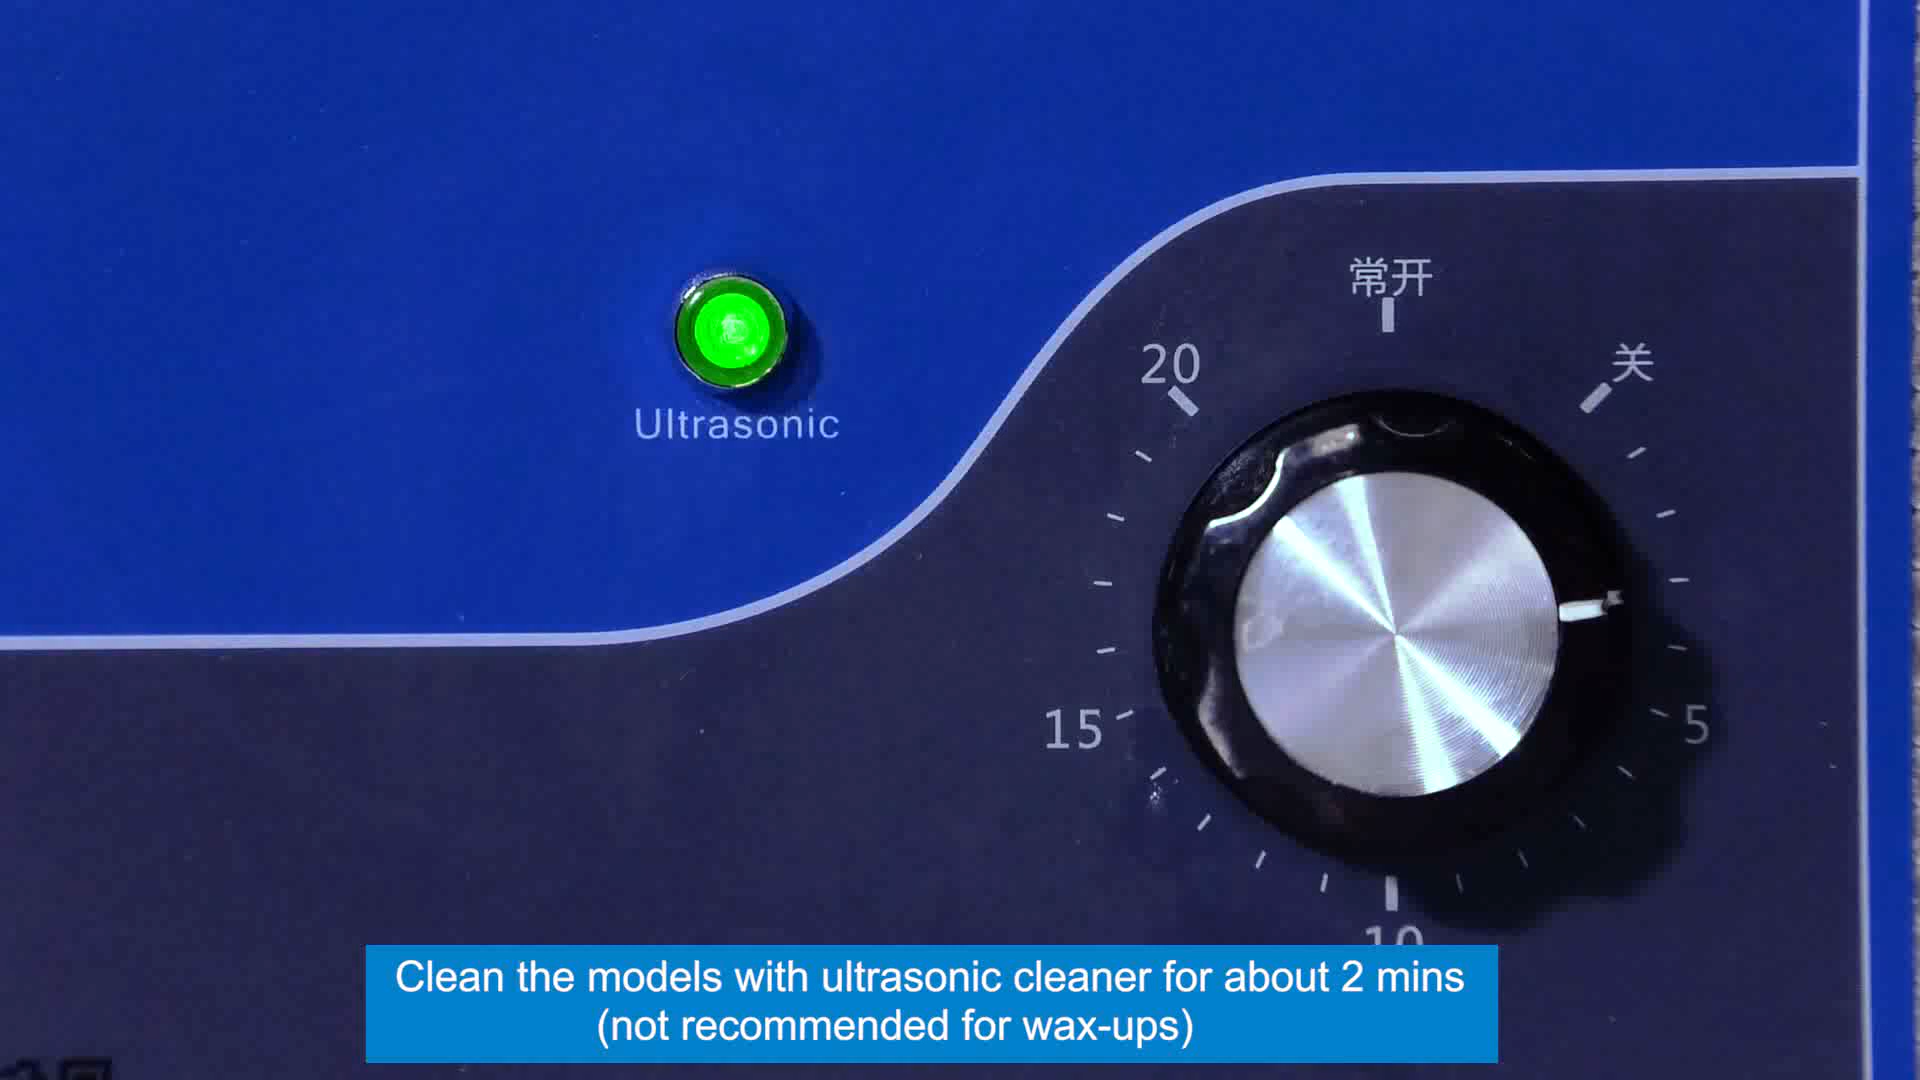 常开
20
关
Ultrasonic
15
5
10
Clean the models with ultrasonic cleaner for about 2 mins
(not recommended for wax-ups)